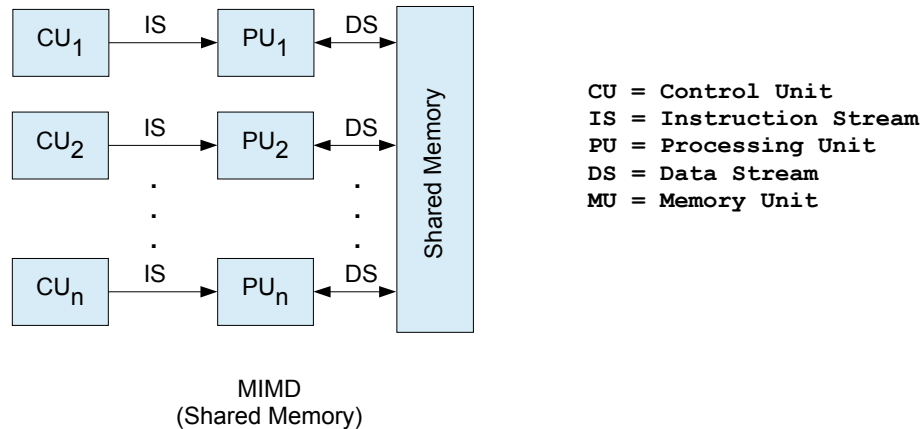 IS DS
CU1 PU1
IS DS
CU2 PU2
Shared Memory
IS DS
CUn PUn
MIMD
(Shared Memory)
CU = Control Unit
IS = Instruction Stream
PU = Processing Unit
DS = Data Stream
MU = Memory Unit